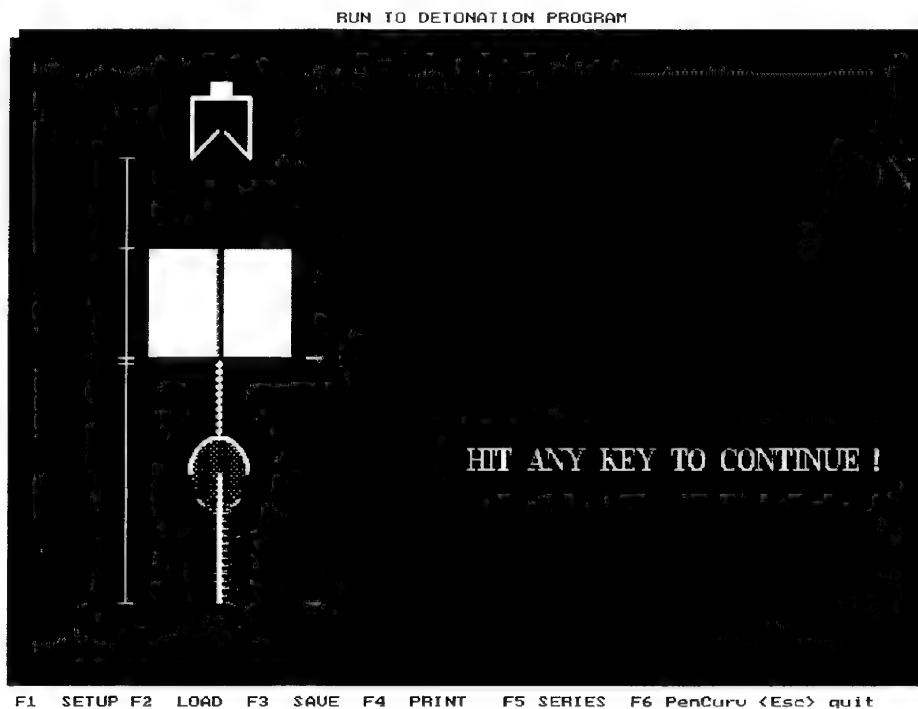 RUN TO DETONATION PROGRAM
HIT ANY KEY TO CONTINUE !
F1 SETUP F2 LOAD F3 SAVE F4 PRINT F5 SERIES F6 PenCurv <Esc> quit